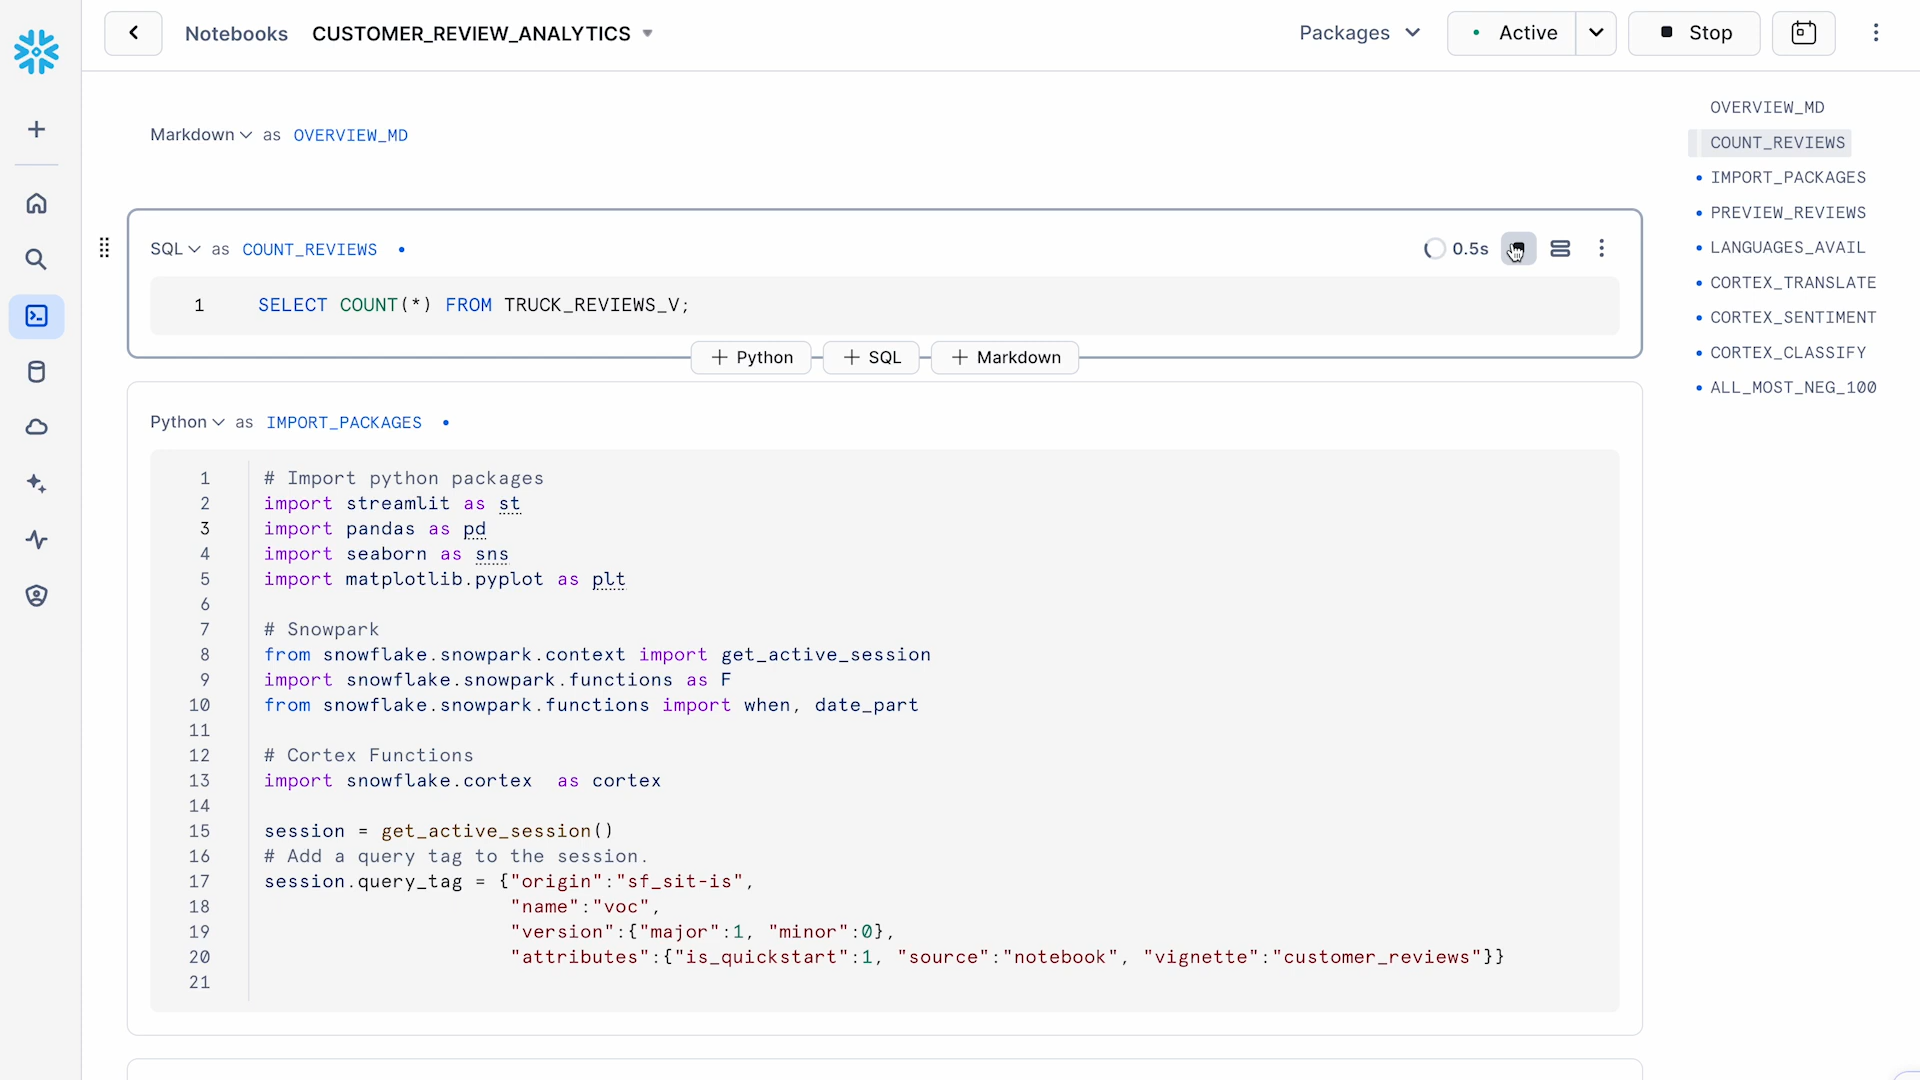 Notebooks CUSTOMER_REVIEW_ANALYTICS Packages Active Stop
Markdown as OVERVIEW_MD
SQL as COUNT_REVIEWS 0.5s
1 SELECT COUNT(*) FROM TRUCK_REVIEWS_V;
+ Python + SQL + Markdown
Python as IMPORT_PACKAGES
1 # Import python packages
2 import streamlit as st
3 import pandas as pd
4 import seaborn as sns
5 import matplotlib.pyplot as plt
6
7 # Snowpark
8 from snowflake.snowpark.context import get_active_session
9 import snowflake.snowpark.functions as F
10 from snowflake.snowpark.functions import when, date_part
11
12 # Cortex Functions
13 import snowflake.cortex  as cortex
14
15 session = get_active_session()
16 # Add a query tag to the session.
17 session.query_tag = {"origin":"sf_sit-is",
18 "name":"voc",
19 "version":{"major":1, "minor":0},
20 "attributes":{"is_quickstart":1, "source":"notebook", "vignette":"customer_reviews"}}
21
OVERVIEW_MD
COUNT_REVIEWS
IMPORT_PACKAGES
PREVIEW_REVIEWS
LANGUAGES_AVAIL
CORTEX_TRANSLATE
CORTEX_SENTIMENT
CORTEX_CLASSIFY
ALL_MOST_NEG_100